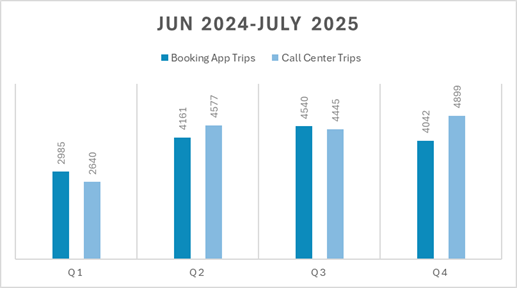 JUN 2024-JULY 2025
Booking App Trips Call Center Trips
2985 2640 4161 4577 4540 4445 4042 4899
Q1 Q2 Q3 Q4